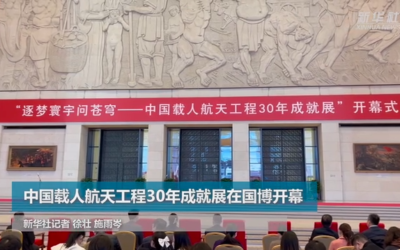 新华社
“逐梦寰宇问苍穹——中国载人航天工程30年成就展”开幕式
中国载人航天工程30年成就展在国博开幕
新华社记者 徐壮 施雨岑